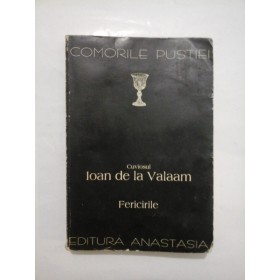 COMORILE PUSTIEI
Cuviosul
Ioan de la Valaam
Fericirile
EDITURA ANASTASIA